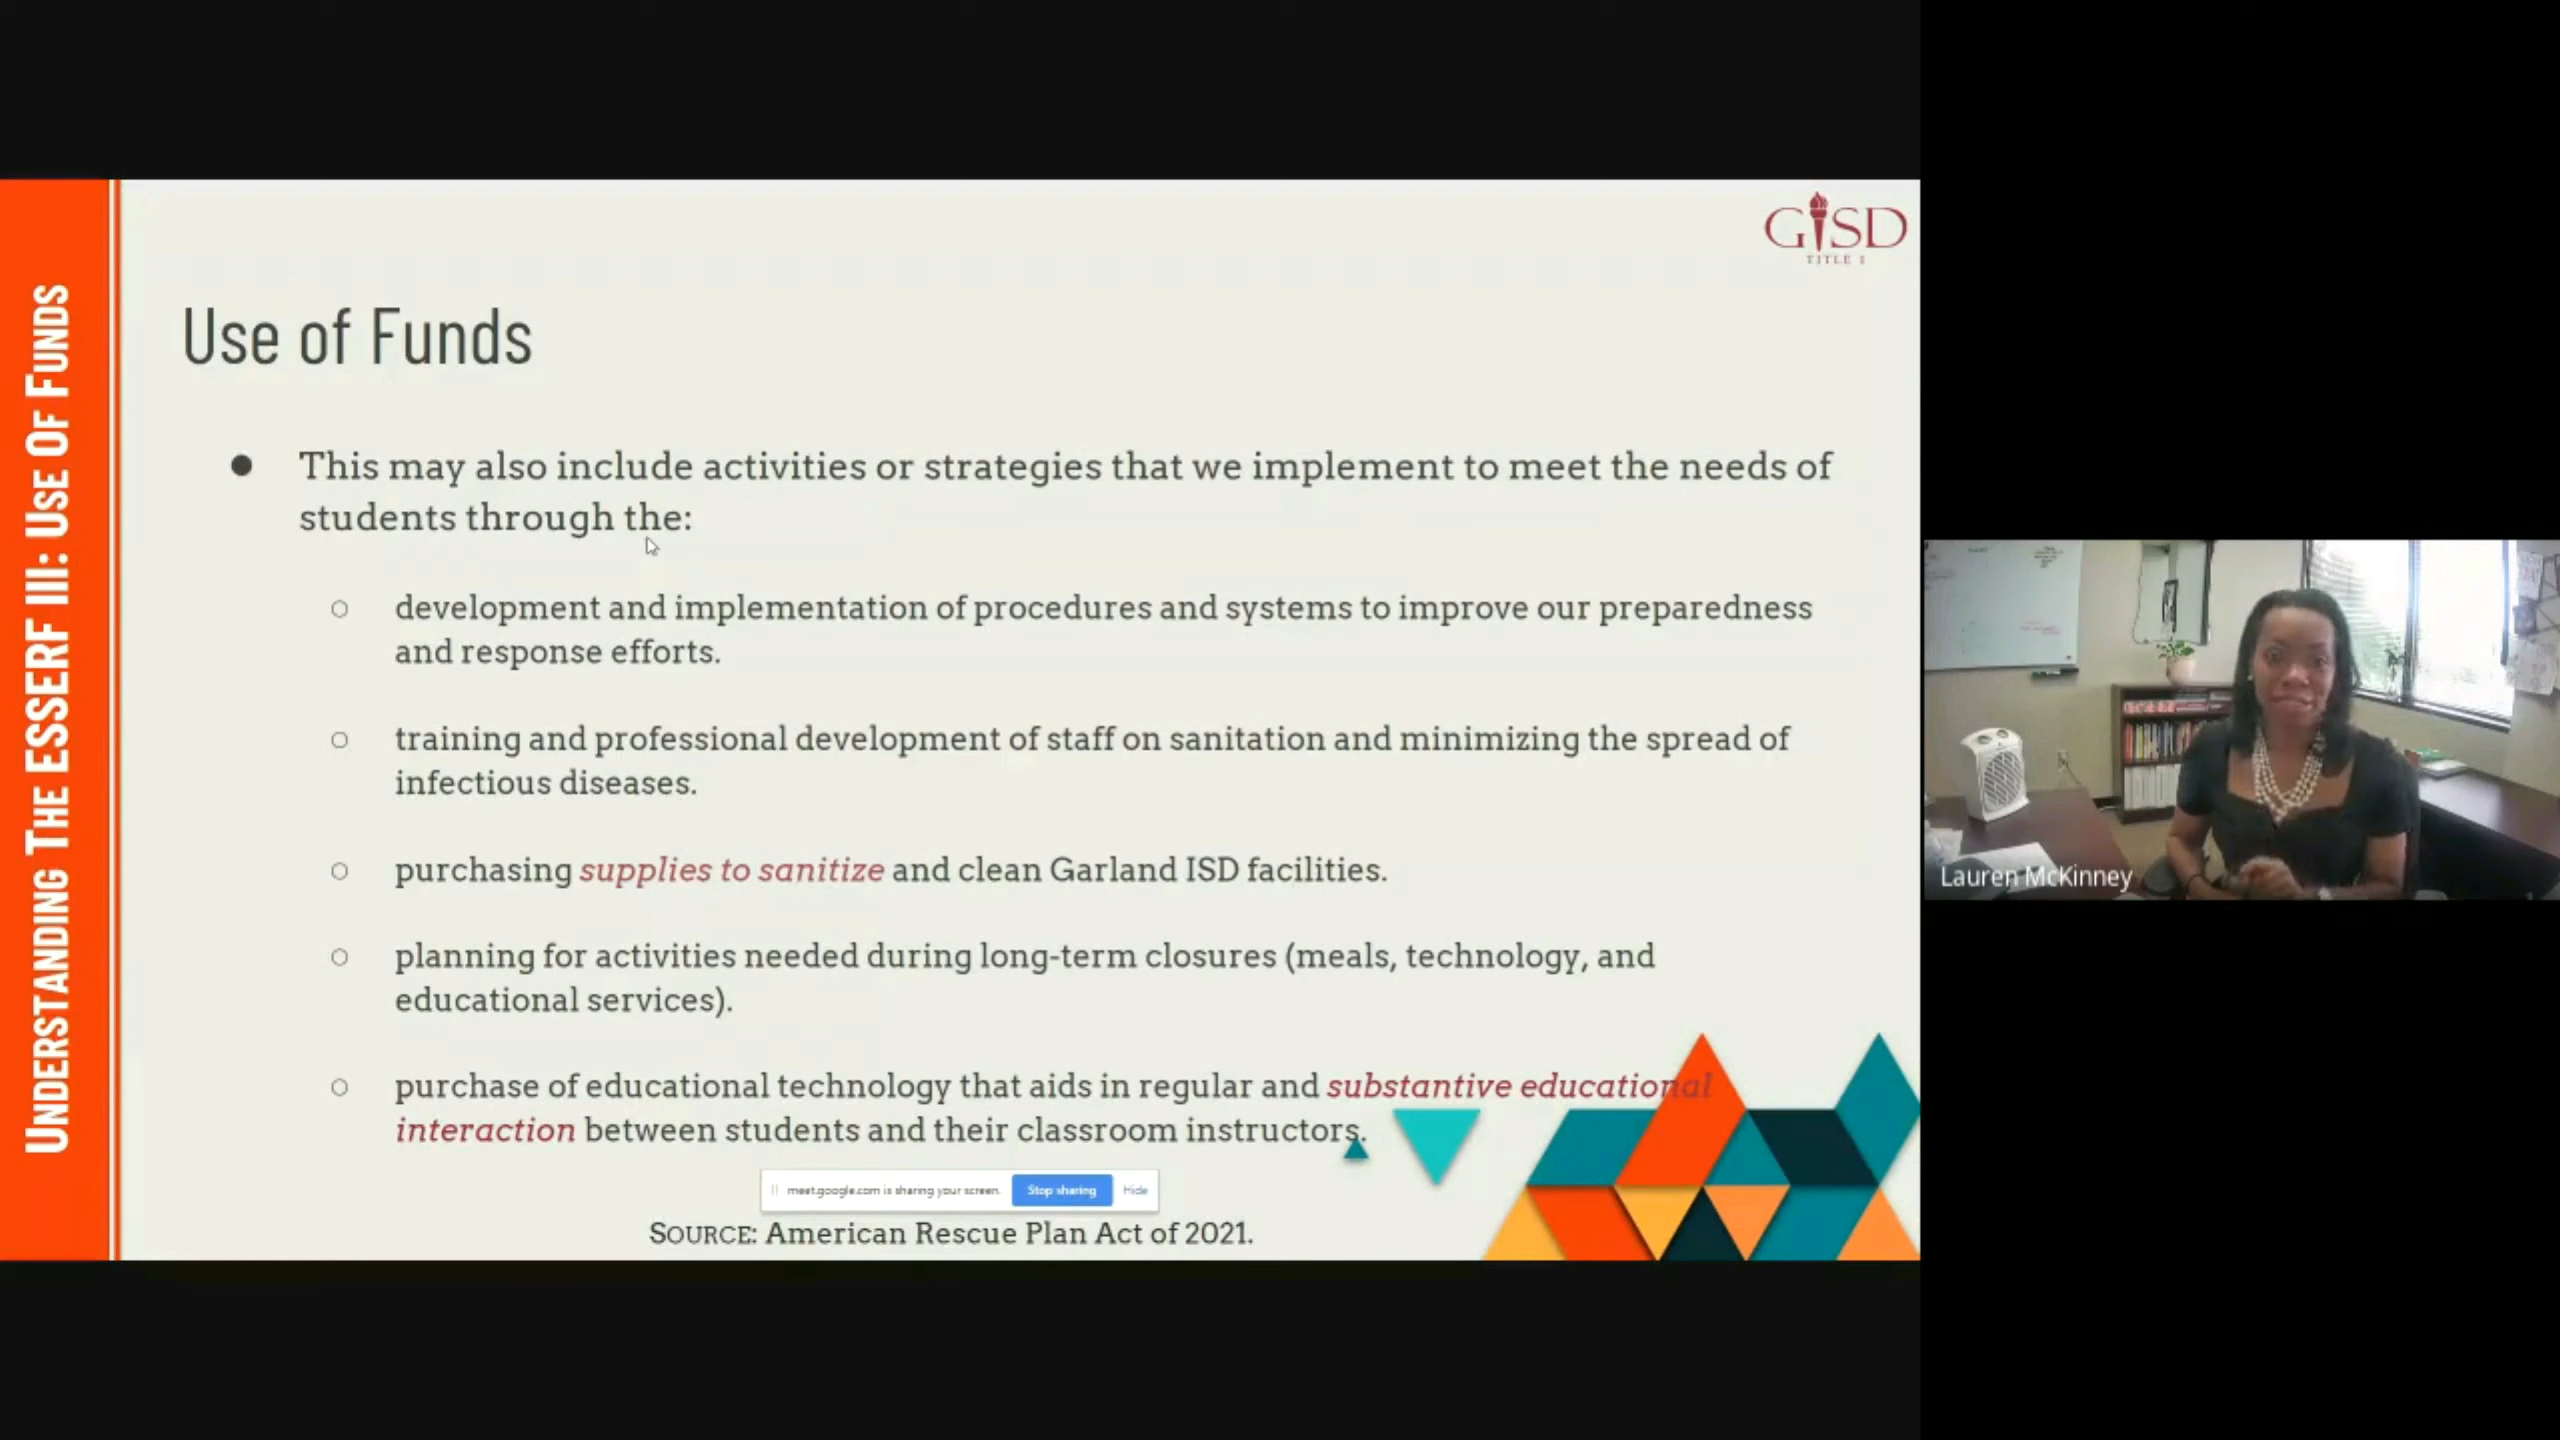 UNDERSTANDING THE ESSERF III: USE OF FUNDS
GISD
TITLE I
Use of Funds
This may also include activities or strategies that we implement to meet the needs of
students through the:
development and implementation of procedures and systems to improve our preparedness
and response efforts.
training and professional development of staff on sanitation and minimizing the spread of
infectious diseases.
purchasing supplies to sanitize and clean Garland ISD facilities.
planning for activities needed during long-term closures (meals, technology, and
educational services).
purchase of educational technology that aids in regular and substantive educational
interaction between students and their classroom instructors.
meet.google.com is sharing your screen. Stop sharing Hide
SOURCE: American Rescue Plan Act of 2021.
Lauren McKinney